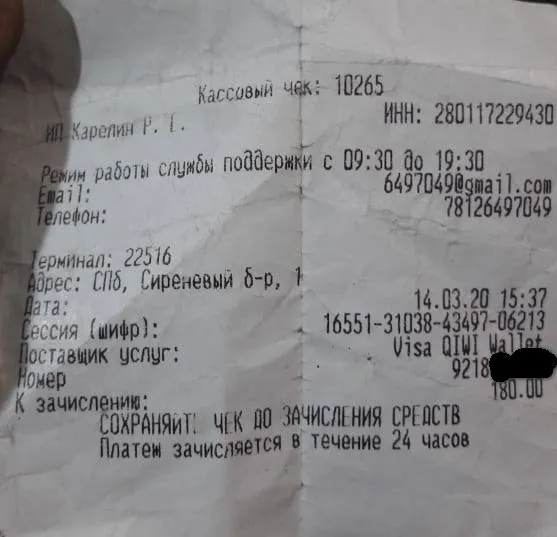 Кассовый чек: 10265
ИП Карелин Р. Г.
ИНН: 280117229430
Режим работы службы поддержки с 09:30 до 19:30
Email: 6497049@gmail.com
Телефон: 78126497049
Терминал: 22516
Адрес: СПб, Сиреневый б-р, 1
Дата: 14.03.20 15:37
Сессия (шифр): 16551-31038-43497-06213
Поставщик услуг: Visa QIWI Wallet
Номер 9218
К зачислению: 180.00
СОХРАНЯЙТЕ ЧЕК ДО ЗАЧИСЛЕНИЯ СРЕДСТВ
Платеж зачисляется в течение 24 часов